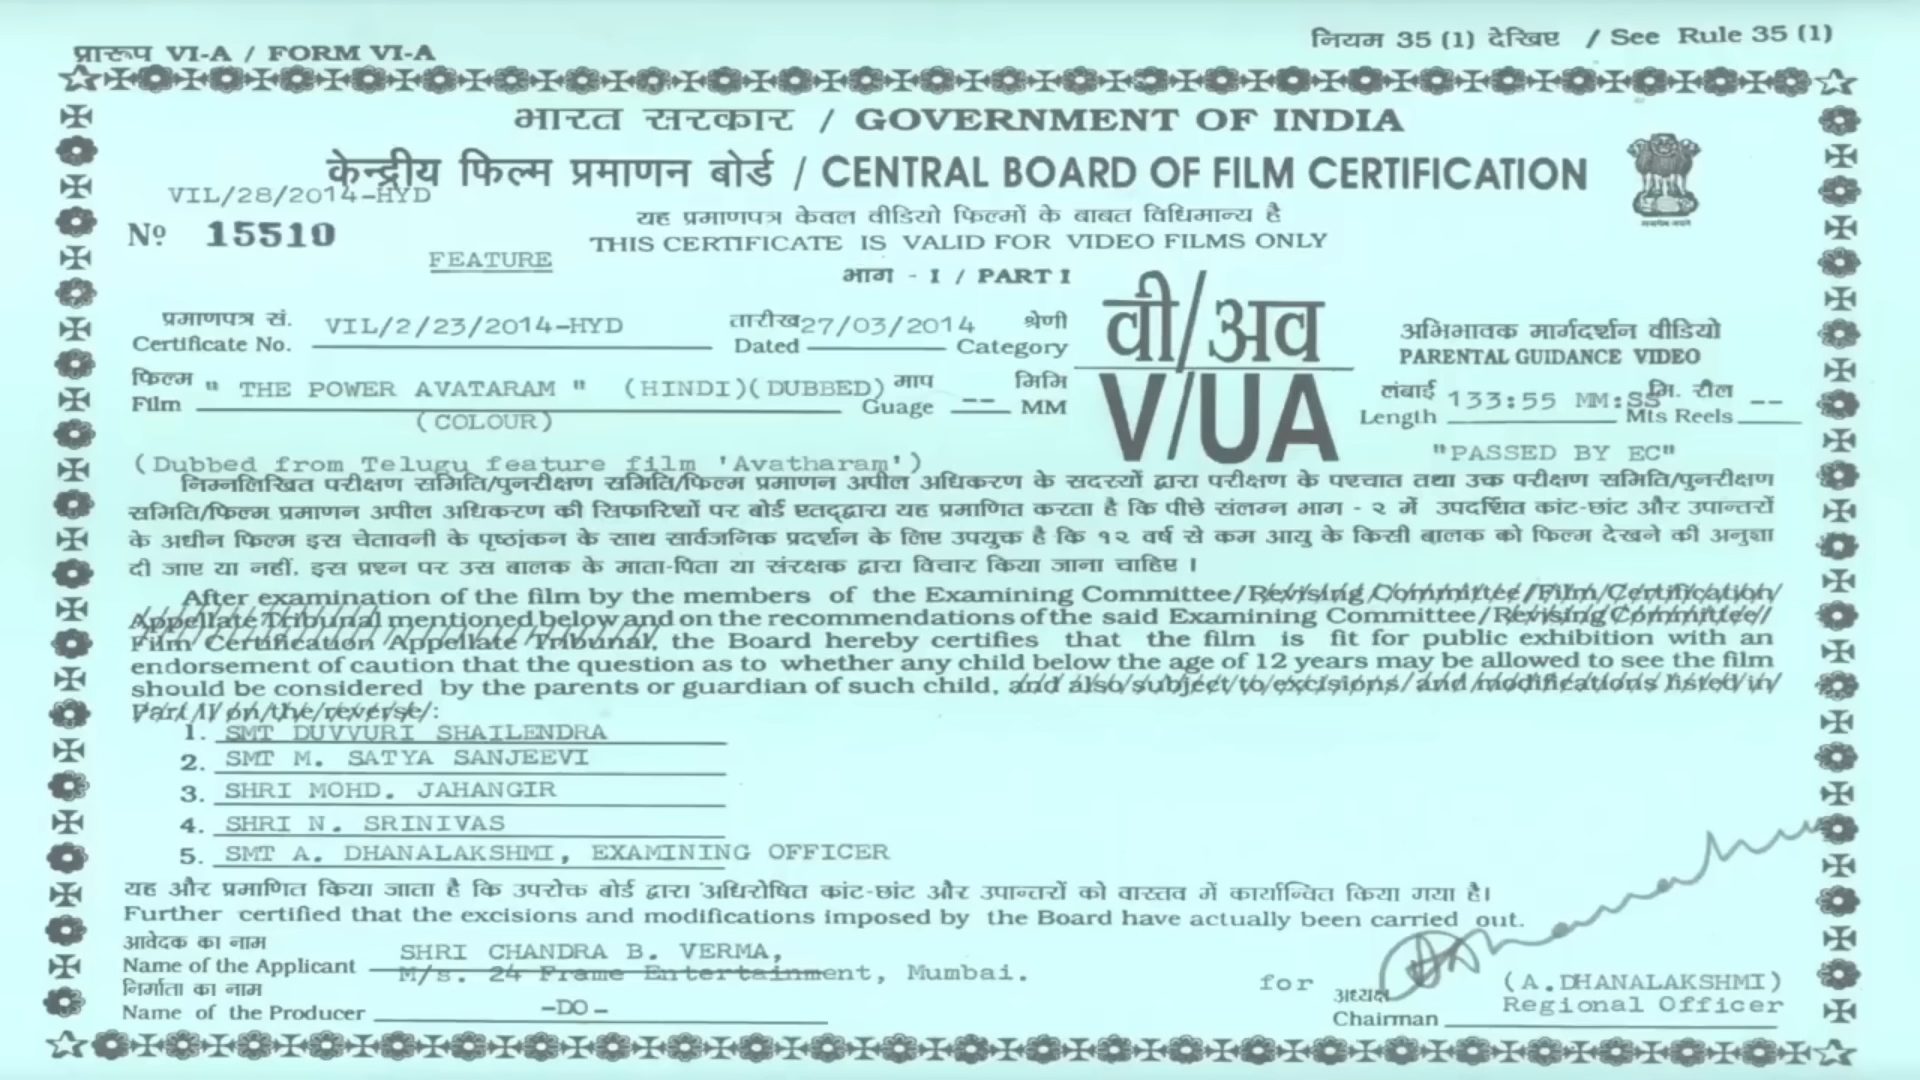 प्रारूप VI-A / FORM VI-A
नियम 35 (1) देखिए / See Rule 35 (1)
भारत सरकार / GOVERNMENT OF INDIA
केन्द्रीय फिल्म प्रमाणन बोर्ड / CENTRAL BOARD OF FILM CERTIFICATION
VIL/28/2014-HYD
यह प्रमाणपत्र केवल वीडियो फिल्मों के बाबत विधिमान्य है
Nº 15510
THIS CERTIFICATE IS VALID FOR VIDEO FILMS ONLY
FEATURE
भाग - I / PART I
प्रमाणपत्र सं. VIL/2/23/2014-HYD तारीख 27/03/2014 श्रेणी वी/अव अभिभावक मार्गदर्शन वीडियो
Certificate No. Dated Category V/UA PARENTAL GUIDANCE VIDEO
फिल्म " THE POWER AVATARAM " (HINDI)(DUBBED) माप -- मिमि लंबाई 133:55 MM:SS मि. रील --
Film Guage MM Length Mts Reels
(COLOUR)
"PASSED BY EC"
(Dubbed from Telugu feature film 'Avatharam')
निम्नलिखित परीक्षण समिति/पुनरीक्षण समिति/फिल्म प्रमाणन अपील अधिकरण के सदस्यों द्वारा परीक्षण के पश्चात तथा उक्त परीक्षण समिति/पुनरीक्षण
समिति/फिल्म प्रमाणन अपील अधिकरण की सिफारिशों पर बोर्ड एतद्द्वारा यह प्रमाणित करता है कि पीछे संलग्न भाग - २ में उपदर्शित कांट-छांट और उपान्तरों
के अधीन फिल्म इस चेतावनी के पृष्ठांकन के साथ सार्वजनिक प्रदर्शन के लिए उपयुक्त है कि १२ वर्ष से कम आयु के किसी बालक को फिल्म देखने की अनुज्ञा
दी जाए या नहीं. इस प्रश्न पर उस बालक के माता-पिता या संरक्षक द्वारा विचार किया जाना चाहिए ।
After examination of the film by the members of the Examining Committee/Revising Committee/Film Certification
Appellate Tribunal mentioned below and on the recommendations of the said Examining Committee/Revising Committee/
Film Certification Appellate Tribunal, the Board hereby certifies that the film is fit for public exhibition with an
endorsement of caution that the question as to whether any child below the age of 12 years may be allowed to see the film
should be considered by the parents or guardian of such child, and also subject to excisions and modifications listed in
Part II on the reverse :
1. SMT DUVVURI SHAILENDRA
2. SMT M. SATYA SANJEEVI
3. SHRI MOHD. JAHANGIR
4. SHRI N. SRINIVAS
5. SMT A. DHANALAKSHMI, EXAMINING OFFICER
यह और प्रमाणित किया जाता है कि उपरोक्त बोर्ड द्वारा अधिरोपित कांट-छांट और उपान्तरों को वास्तव में कार्यान्वित किया गया है।
Further certified that the excisions and modifications imposed by the Board have actually been carried out.
आवेदक का नाम SHRI CHANDRA B. VERMA,
Name of the Applicant M/s. 24 Frame Entertainment, Mumbai.
निर्माता का नाम
Name of the Producer -DO-
for अध्यक्ष (A.DHANALAKSHMI)
Chairman Regional Officer